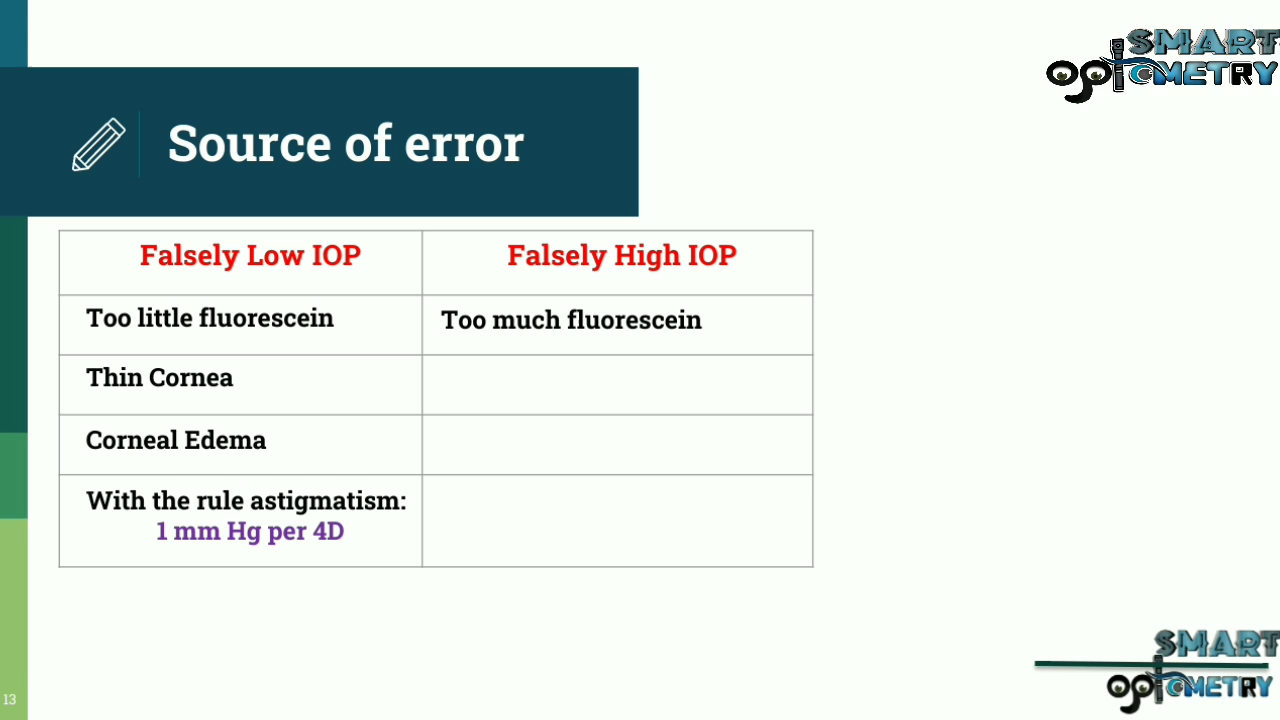 SMART
OptOMETRY
Source of error
Falsely Low IOP
Falsely High IOP
Too little fluorescein
Too much fluorescein
Thin Cornea
Corneal Edema
With the rule astigmatism:
1 mm Hg per 4D
SMART
OptOMETRY
13